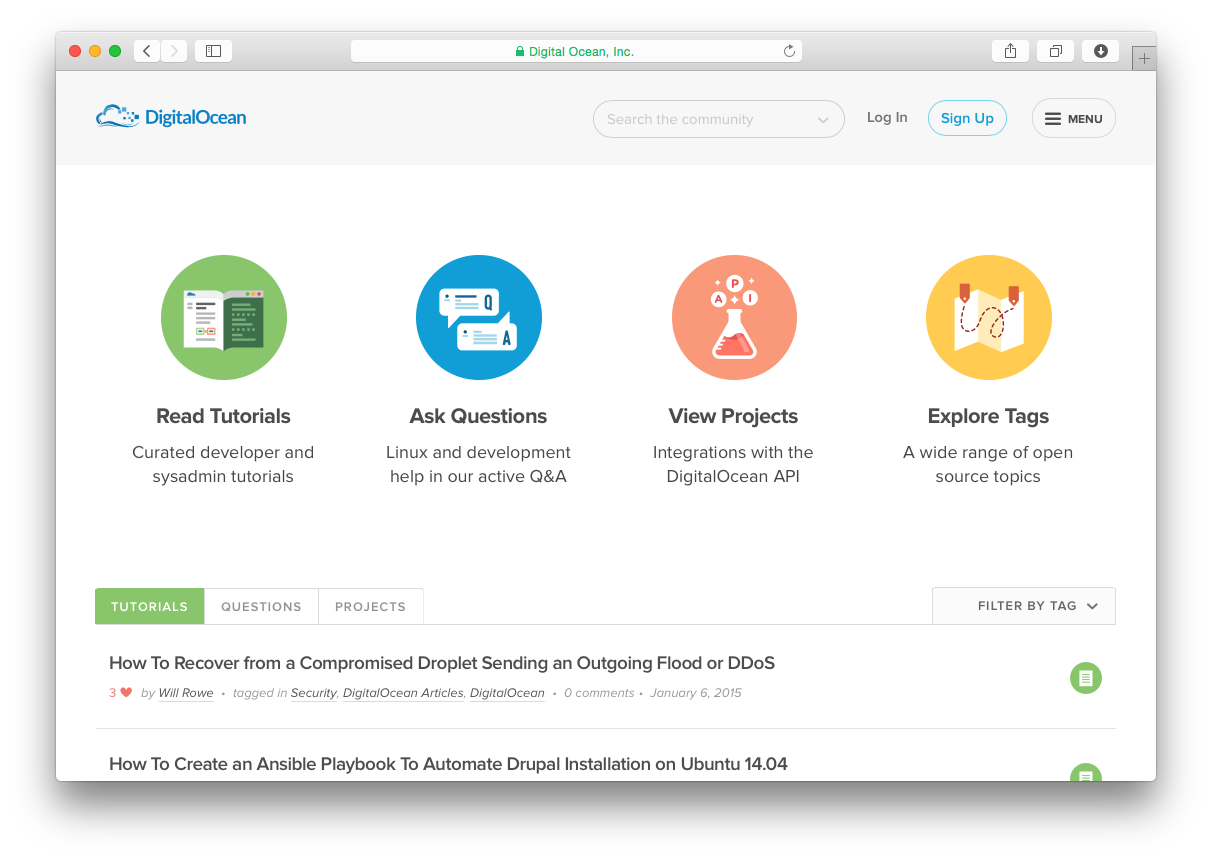 Digital Ocean, Inc.
DigitalOcean
Search the community
Log In
Sign Up
MENU
Q
A
A P I
Read Tutorials
Ask Questions
View Projects
Explore Tags
Curated developer and
sysadmin tutorials
Linux and development
help in our active Q&A
Integrations with the
DigitalOcean API
A wide range of open
source topics
TUTORIALS
QUESTIONS
PROJECTS
FILTER BY TAG
How To Recover from a Compromised Droplet Sending an Outgoing Flood or DDoS
3 ♥ by Will Rowe • tagged in Security, DigitalOcean Articles, DigitalOcean • 0 comments • January 6, 2015
How To Create an Ansible Playbook To Automate Drupal Installation on Ubuntu 14.04